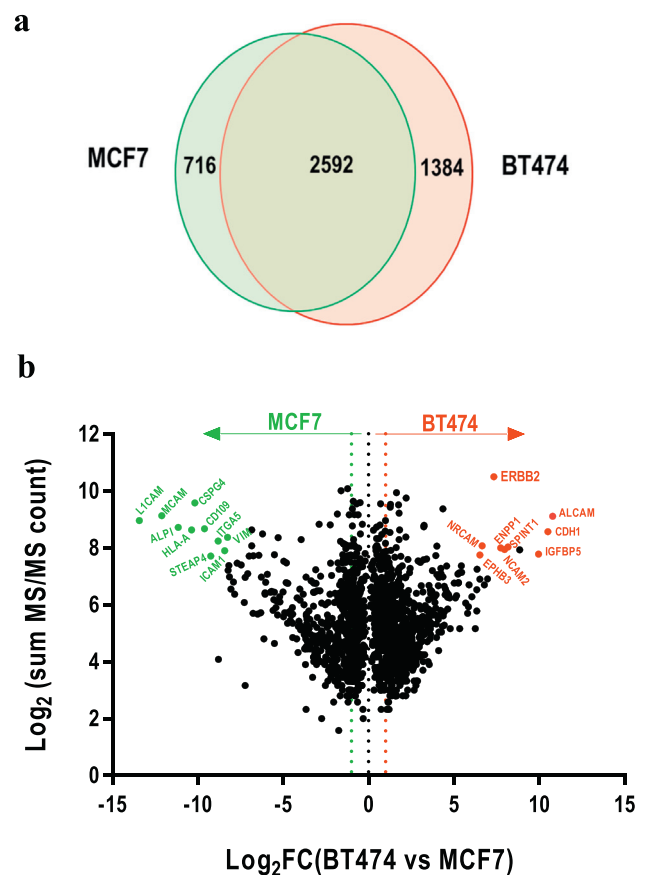 a
MCF7 716 2592 1384 BT474
b
MCF7 BT474
Log2 (sum MS/MS count)
12
10
8
6
4
2
0
-15 -10 -5 0 5 10 15
Log2FC(BT474 vs MCF7)
L1CAM
MCAM
CSPG4
ALPI
HLA-A
CD109
ITGA5
VIM
STEAP4
ICAM1
ERBB2
ALCAM
CDH1
IGFBP5
NRCAM
EPHB3
ENPP1
SPINT1
NCAM2